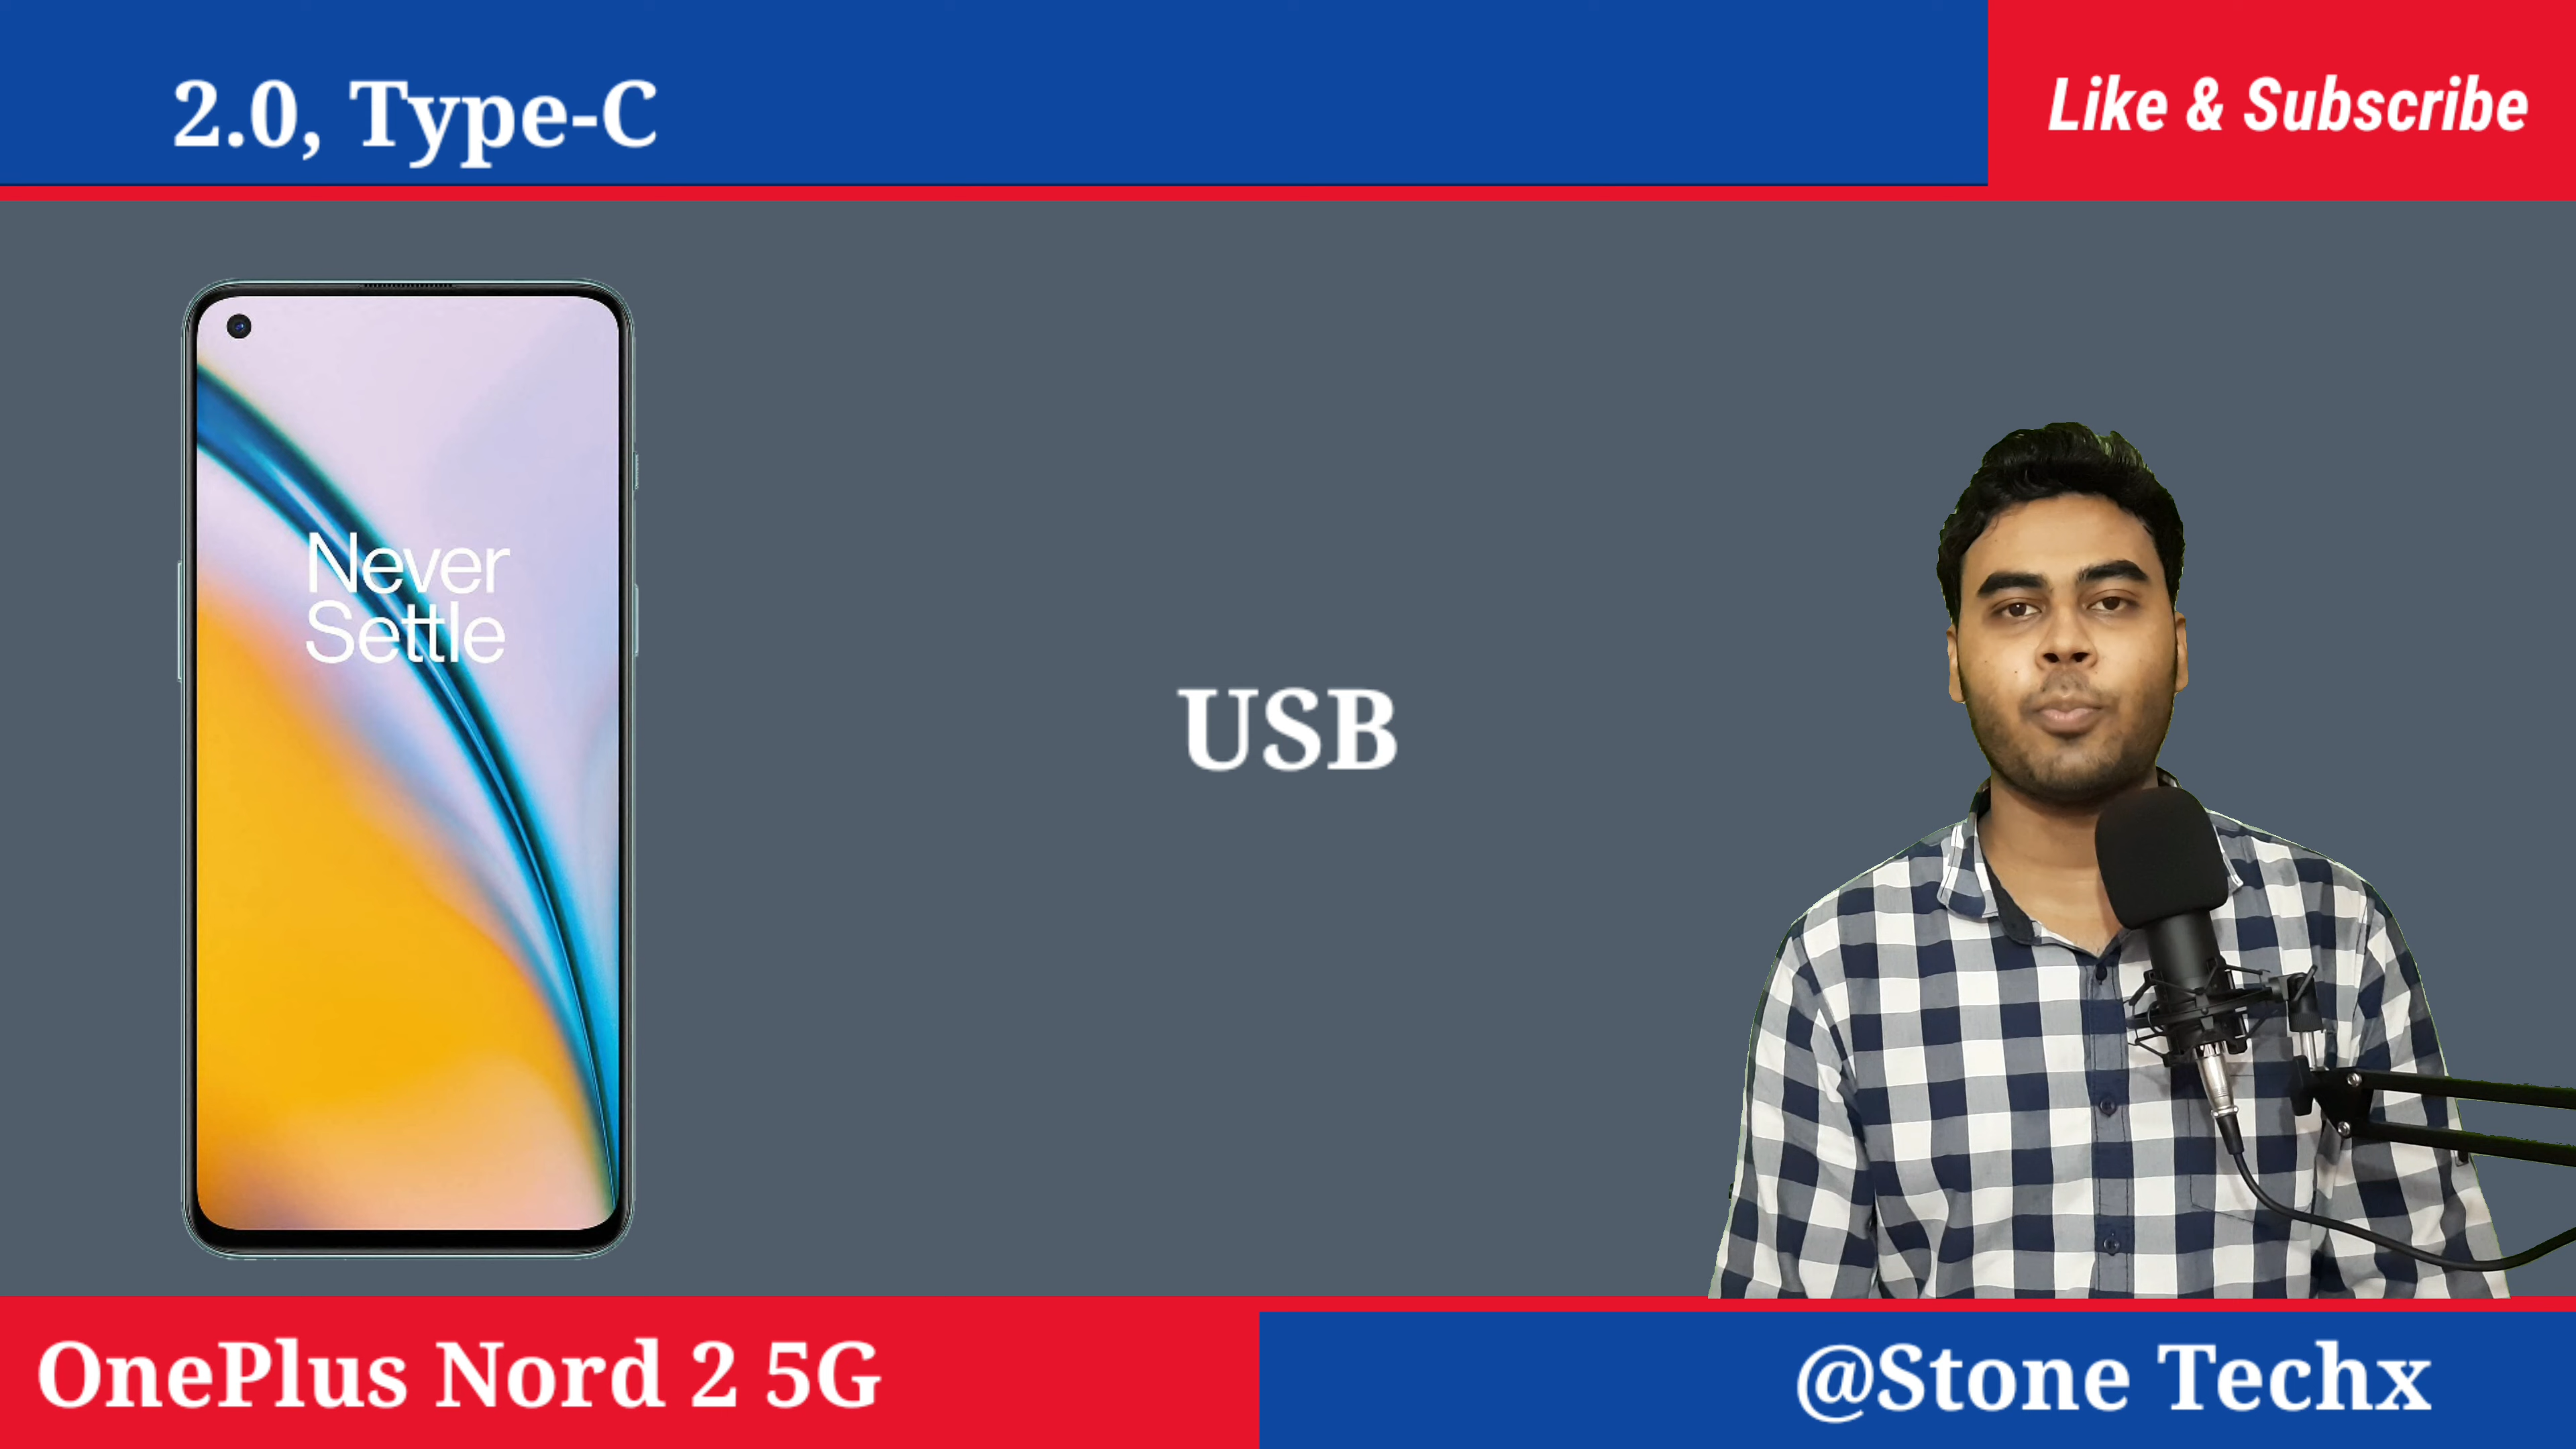 2.0, Type-C
Like & Subscribe
Never
Settle
USB
OnePlus Nord 2 5G
@Stone Techx